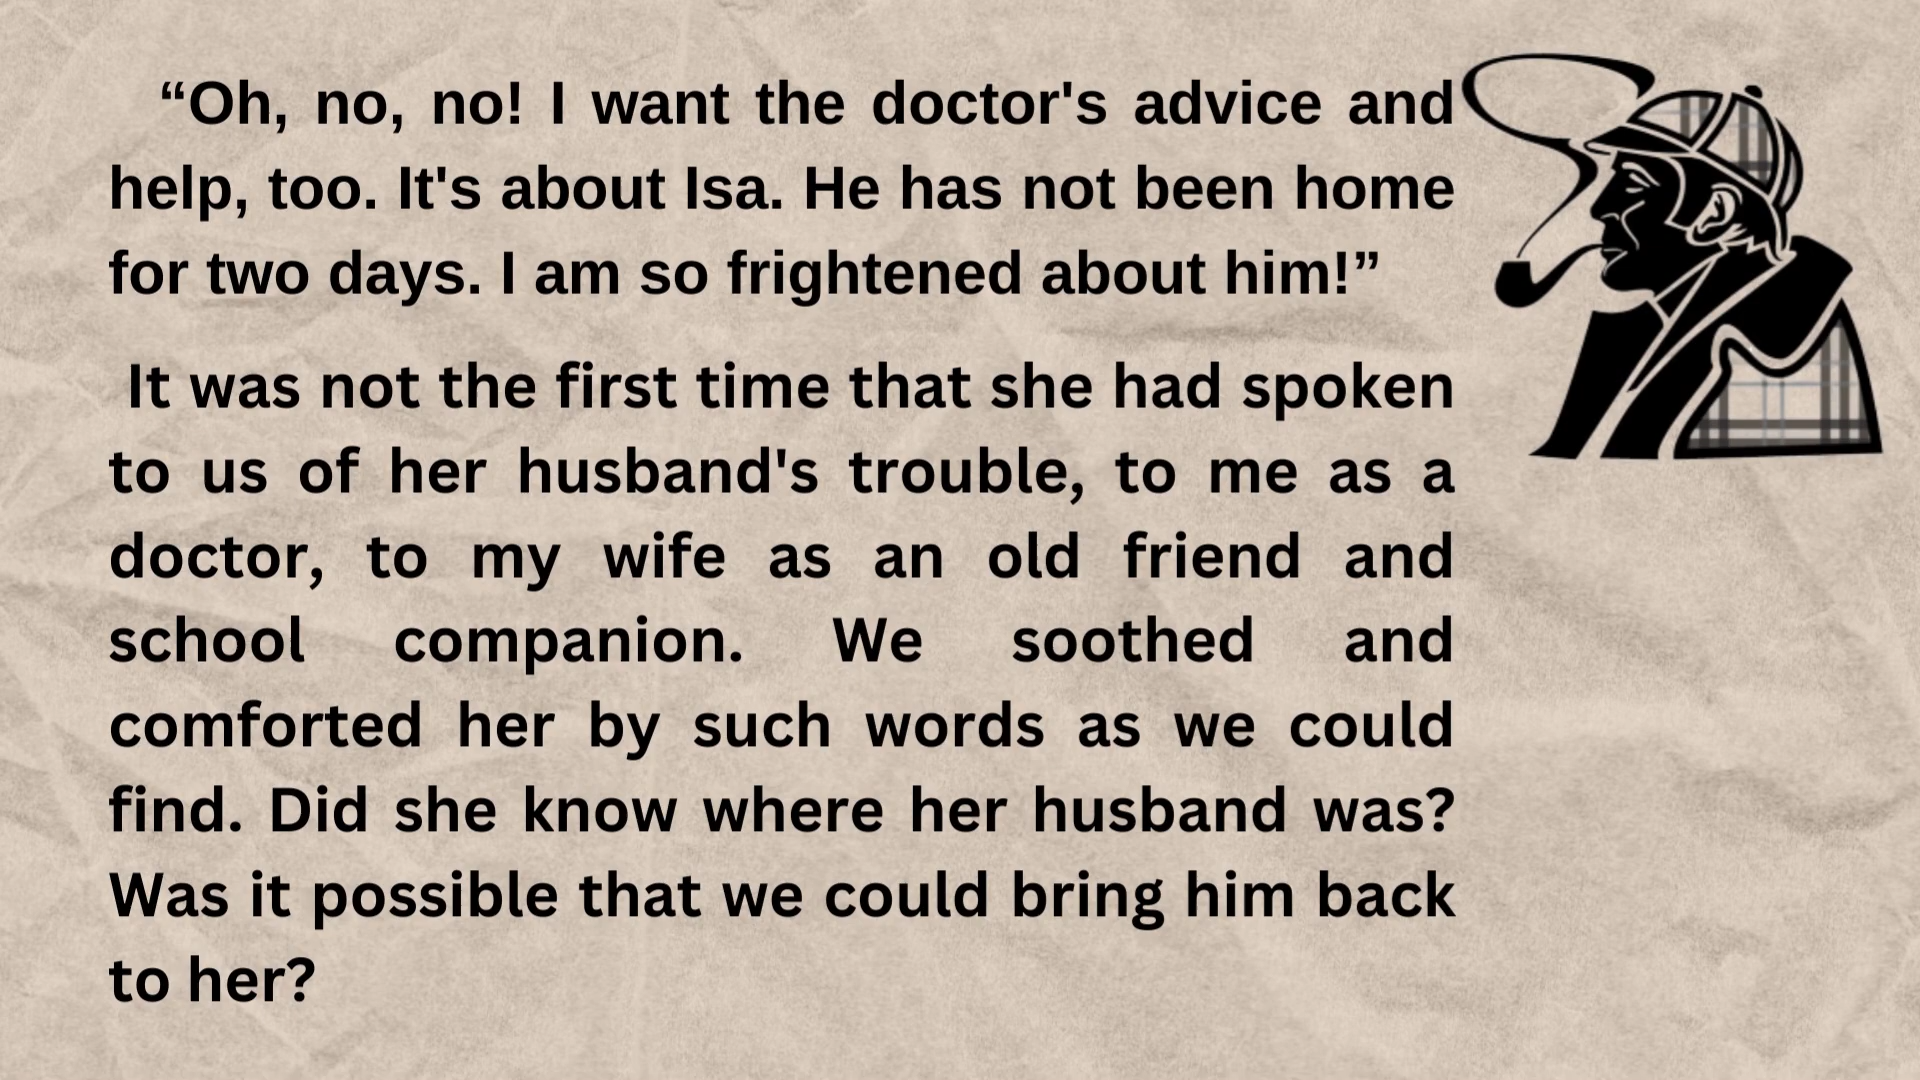 “Oh, no, no! I want the doctor's advice and
help, too. It's about Isa. He has not been home
for two days. I am so frightened about him!”
It was not the first time that she had spoken
to us of her husband's trouble, to me as a
doctor, to my wife as an old friend and
school companion. We soothed and
comforted her by such words as we could
find. Did she know where her husband was?
Was it possible that we could bring him back
to her?